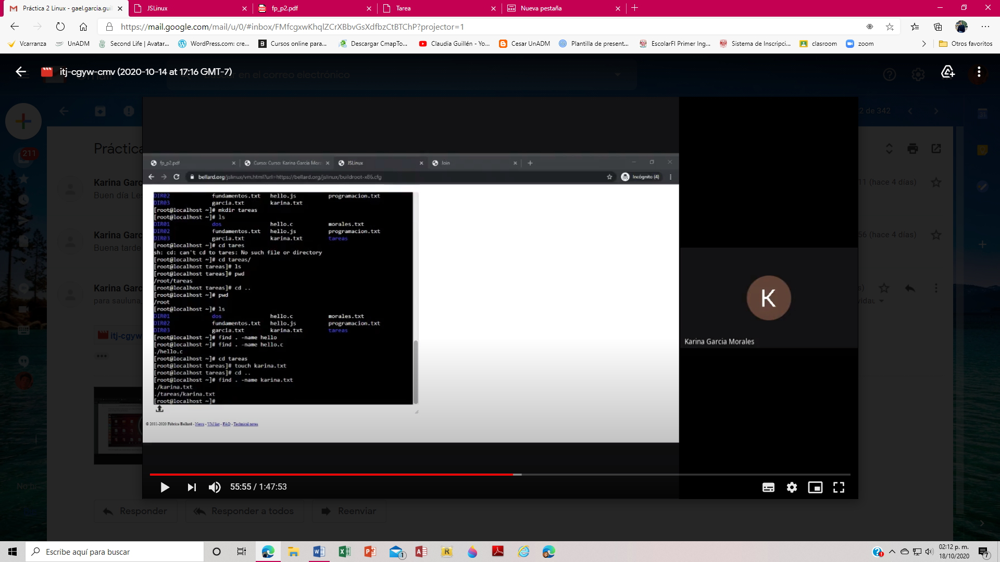 Práctica 2 Linux - gael.garcia.gui
JSLinux
fp_p2.pdf
Tarea
Nueva pestaña
https://mail.google.com/mail/u/0/#inbox/FMfcgxwKhqlZCrXBbvGsXdfbzCtBTChP?projector=1
Vcarranza
UnADM
Second Life | Avatar...
WordPress.com: cre...
Cursos online para...
Descargar CmapTo...
Claudia Guillén - Yo...
Cesar UnADM
Plantilla de present...
EscolarFI Primer Ing...
Sistema de Inscripci...
clasroom
zoom
Otros favoritos
itj-cgyw-cmv (2020-10-14 at 17:16 GMT-7)
en el correo electrónico
2 de 342
211
Práctica
Karina Garc
11 (hace 4 días)
Buen día Les
Karina Garc
56 (hace 4 días)
Buena tarde
Karina Garc
para sauluna,
itj-cgyw
fp_p2.pdf
Curso: Curso: Karina Garcia Mora
JSLinux
Join
bellard.org/jslinux/vm.html?url=https://bellard.org/jslinux/buildroot-x86.cfg
Incógnito (4)
DIR02 fundamentos.txt hello.js programacion.txt
DIR03 garcia.txt karina.txt
[root@localhost ~]# mkdir tareas
[root@localhost ~]# ls
DIR01 dos hello.c morales.txt
DIR02 fundamentos.txt hello.js programacion.txt
DIR03 garcia.txt karina.txt tareas
[root@localhost ~]# cd tares
sh: cd: can't cd to tares: No such file or directory
[root@localhost ~]# cd tareas/
[root@localhost tareas]# ls
[root@localhost tareas]# pwd
/root/tareas
[root@localhost tareas]# cd ..
[root@localhost ~]# pwd
/root
[root@localhost ~]# ls
DIR01 dos hello.c morales.txt
DIR02 fundamentos.txt hello.js programacion.txt
DIR03 garcia.txt karina.txt tareas
[root@localhost ~]# find . -name hello
[root@localhost ~]# find . -name hello.c
./hello.c
[root@localhost ~]# cd tareas
[root@localhost tareas]# touch karina.txt
[root@localhost tareas]# cd ..
[root@localhost ~]# find . -name karina.txt
./karina.txt
./tareas/karina.txt
[root@localhost ~]#
© 2011-2020 Fabrice Bellard - News - VM list - FAQ - Technical notes
K
Karina Garcia Morales
55:55 / 1:47:53
Responder
Responder a todos
Reenviar
Escribe aquí para buscar
02:12 p. m.
18/10/2020